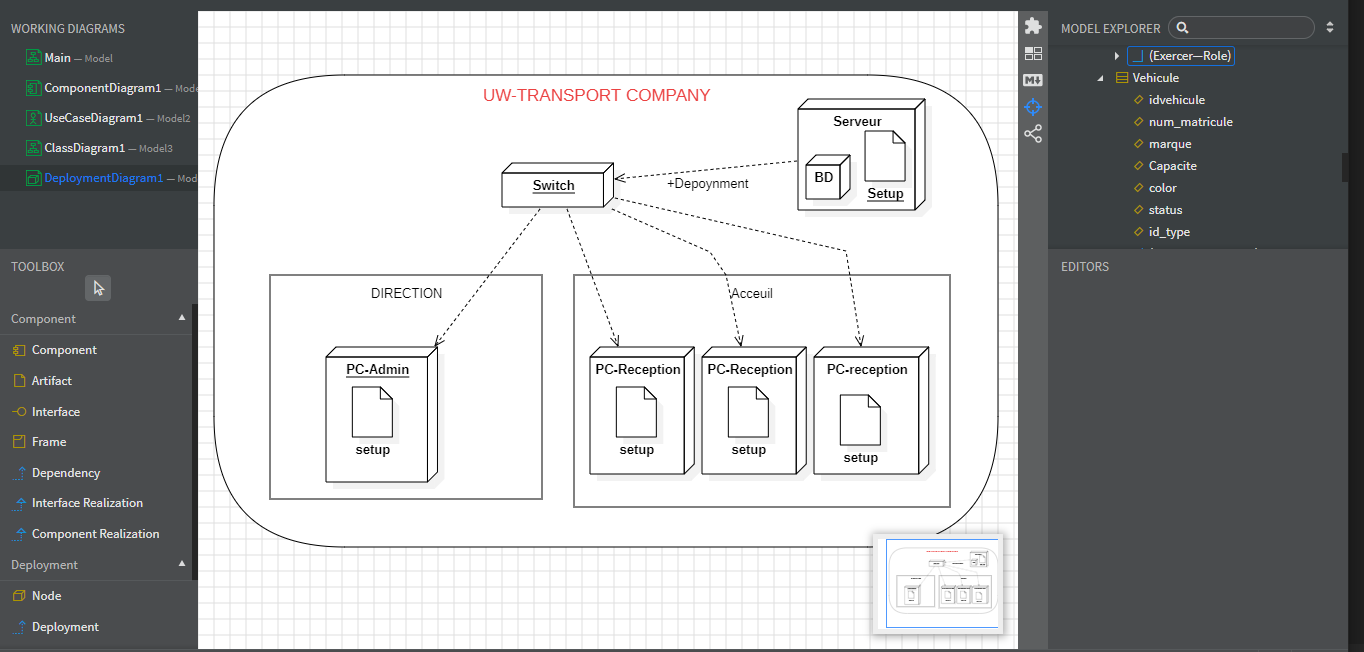 WORKING DIAGRAMS
Main — Model
ComponentDiagram1 — Mode
UseCaseDiagram1 — Model2
ClassDiagram1 — Model3
DeploymentDiagram1 — Mod
TOOLBOX
Component
Component
Artifact
Interface
Frame
Dependency
Interface Realization
Component Realization
Deployment
Node
Deployment
UW-TRANSPORT COMPANY
Serveur
BD
Setup
Switch
+Depoynment
DIRECTION
Acceuil
PC-Admin
setup
PC-Reception
setup
PC-Reception
setup
PC-reception
setup
MODEL EXPLORER
(Exercer—Role)
Vehicule
idvehicule
num_matricule
marque
Capacite
color
status
id_type
EDITORS